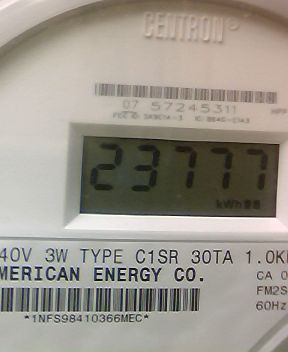 CENTRON®
07 57245311
23777
kWh
40V 3W TYPE C1SR 30TA 1.0K
MERICAN ENERGY CO.
CA 0
FM2S
60Hz
*1NFS98410366MEC*